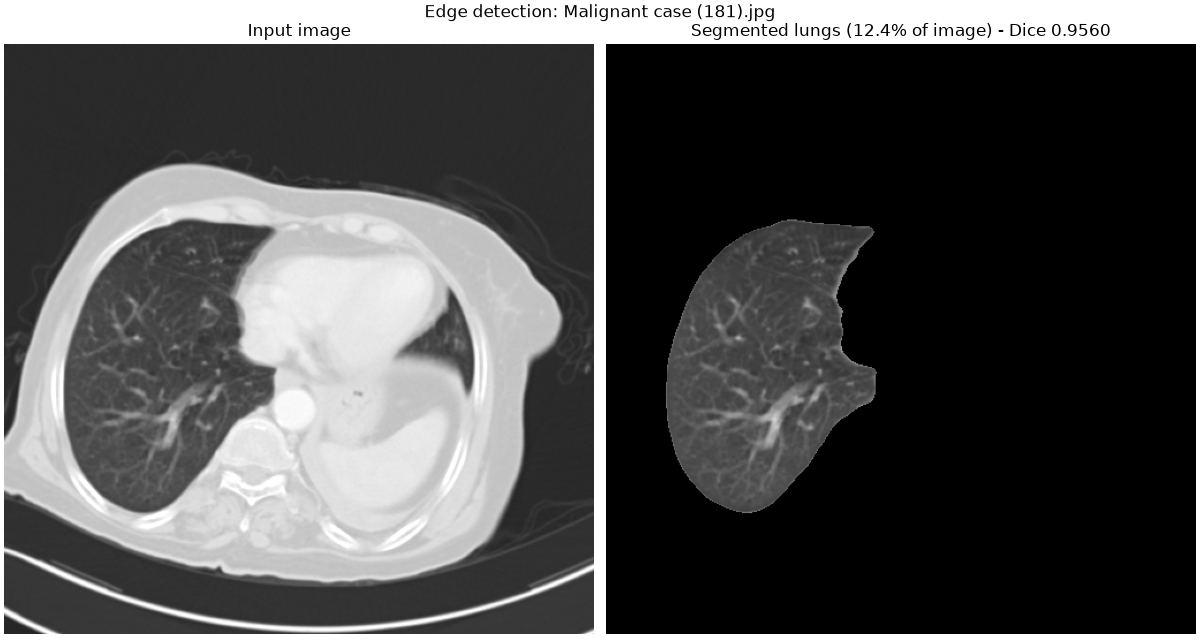 Edge detection: Malignant case (181).jpg
Input image
Segmented lungs (12.4% of image) - Dice 0.9560